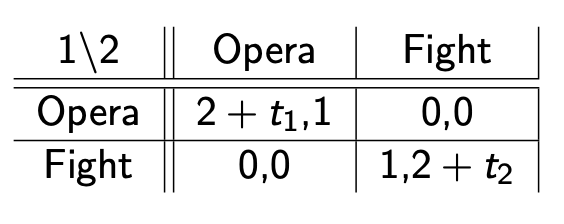 1\2 Opera Fight
Opera 2 + t₁,1 0,0
Fight 0,0 1,2 + t₂